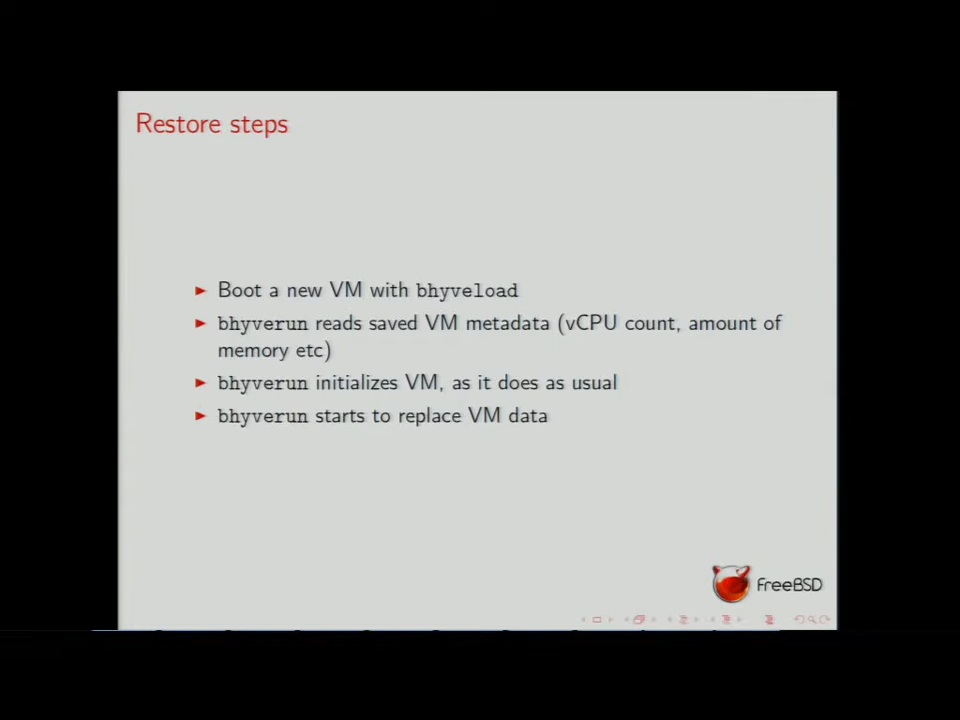 Restore steps
Boot a new VM with bhyveload
bhyverun reads saved VM metadata (vCPU count, amount of
memory etc)
bhyverun initializes VM, as it does as usual
bhyverun starts to replace VM data
FreeBSD